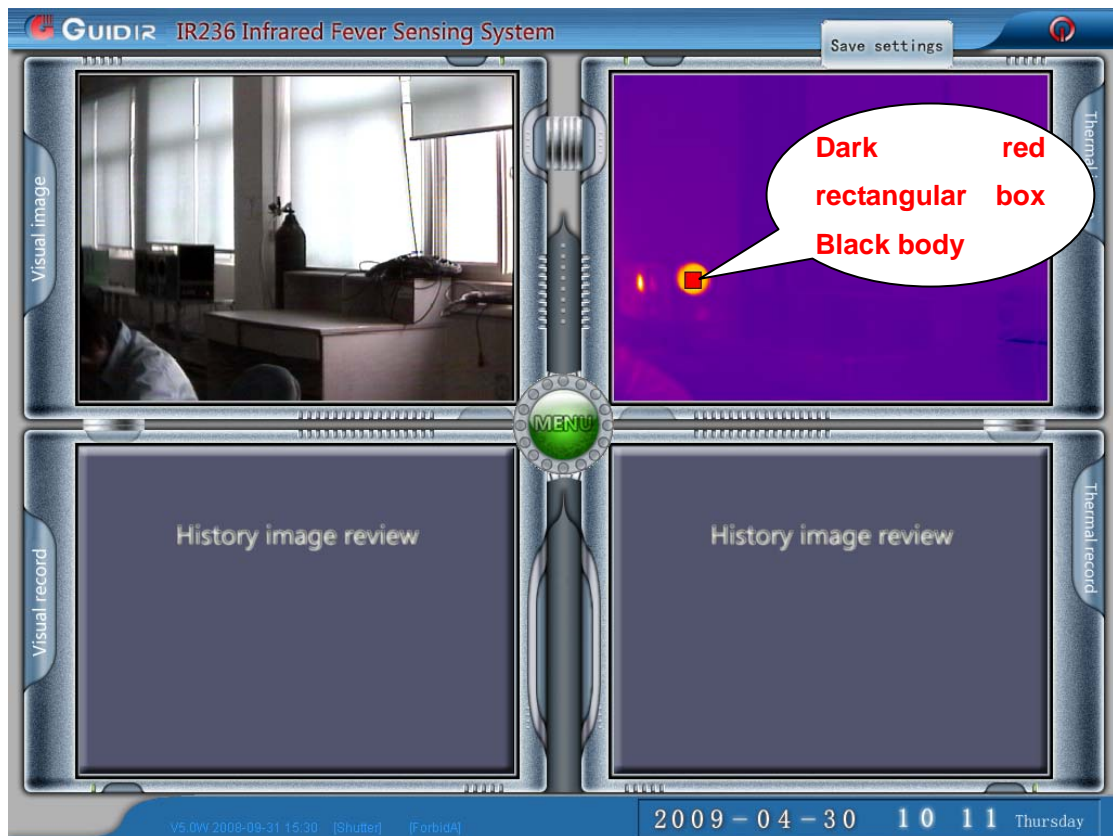 GUIDIR IR236 Infrared Fever Sensing System
Save settings
Visual image
Dark red
rectangular box
Black body
MENU
Visual record
History image review
History image review
Thermal record
V5.0W 2008-09-31 15:30 [Shutter] [ForbidA]
2009-04-30 10 11 Thursday